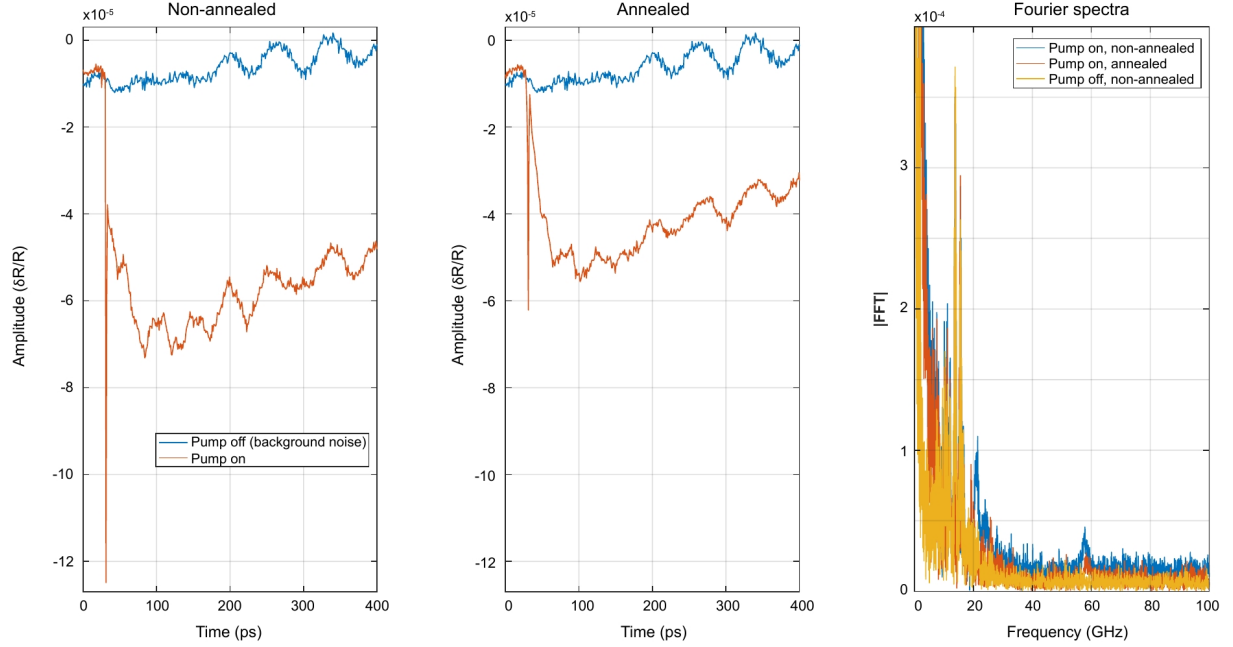 Non-annealed
x10⁻⁵
0
-2
-4
-6
-8
-10
-12
Amplitude (δR/R)
Pump off (background noise)
Pump on
0 100 200 300 400
Time (ps)
Annealed
x10⁻⁵
0
-2
-4
-6
-8
-10
-12
Amplitude (δR/R)
0 100 200 300 400
Time (ps)
Fourier spectra
x10⁻⁴
Pump on, non-annealed
Pump on, annealed
Pump off, non-annealed
3
2
1
0
|FFT|
0 20 40 60 80 100
Frequency (GHz)